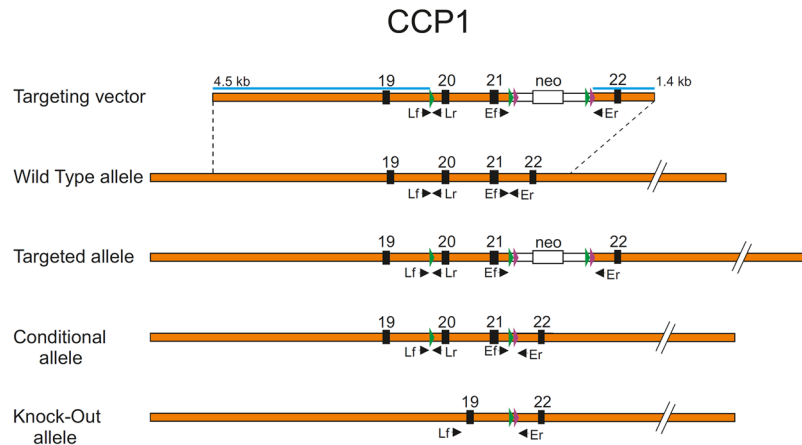 CCP1
4.5 kb 19 20 21 neo 22 1.4 kb
Targeting vector
Lf Lr Ef Er
19 20 21 22
Wild Type allele
Lf Lr Ef Er
19 20 21 neo 22
Targeted allele
Lf Lr Ef Er
19 20 21 22
Conditional
allele
Lf Lr Ef Er
19 22
Knock-Out
allele
Lf Er